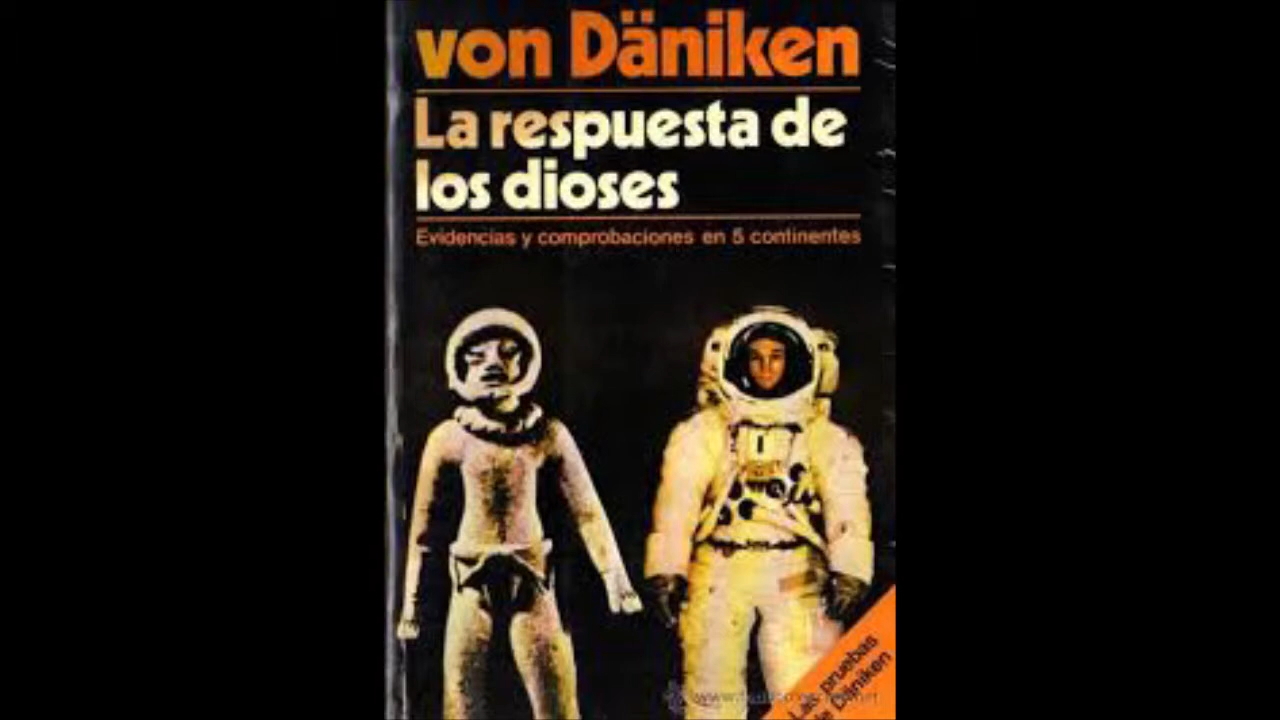 von Däniken
La respuesta de
los dioses
Evidencias y comprobaciones en 5 continentes
Las pruebas
de Däniken